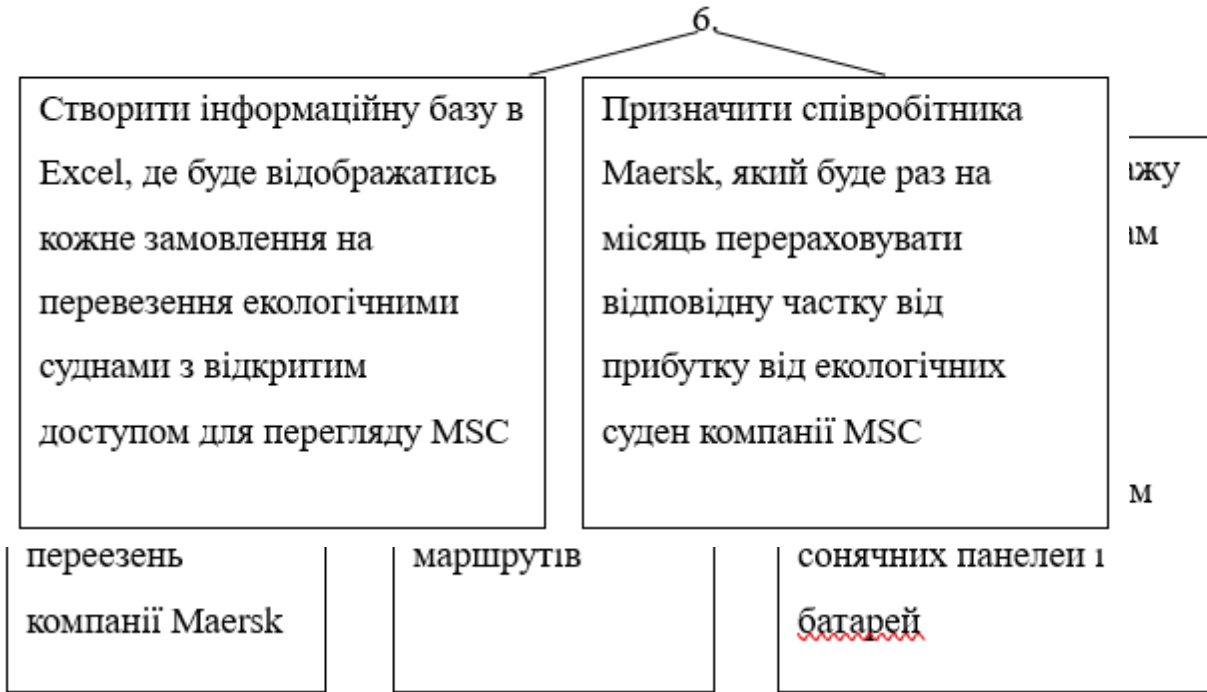 6.
Створити інформаційну базу в
Excel, де буде відображатись
кожне замовлення на
перевезення екологічними
суднами з відкритим
доступом для перегляду MSC
Призначити співробітника
Maersk, який буде раз на
місяць перераховувати
відповідну частку від
прибутку від екологічних
суден компанії MSC
переезень
компанії Maersk
маршрутів
сонячних панелей і
батарей